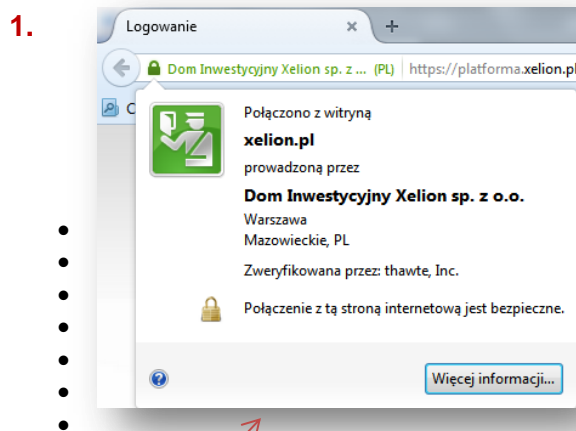 1.
Logowanie
Dom Inwestycyjny Xelion sp. z ... (PL) https://platforma.xelion.pl
Połączono z witryną
xelion.pl
prowadzoną przez
Dom Inwestycyjny Xelion sp. z o.o.
Warszawa
Mazowieckie, PL
Zweryfikowana przez: thawte, Inc.
Połączenie z tą stroną internetową jest bezpieczne.
Więcej informacji...